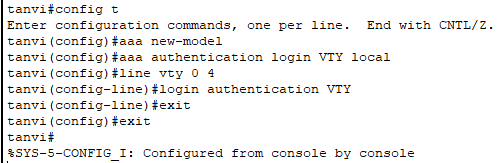 tanvi#config t
Enter configuration commands, one per line.  End with CNTL/Z.
tanvi(config)#aaa new-model
tanvi(config)#aaa authentication login VTY local
tanvi(config)#line vty 0 4
tanvi(config-line)#login authentication VTY
tanvi(config-line)#exit
tanvi(config)#exit
tanvi#
%SYS-5-CONFIG_I: Configured from console by console